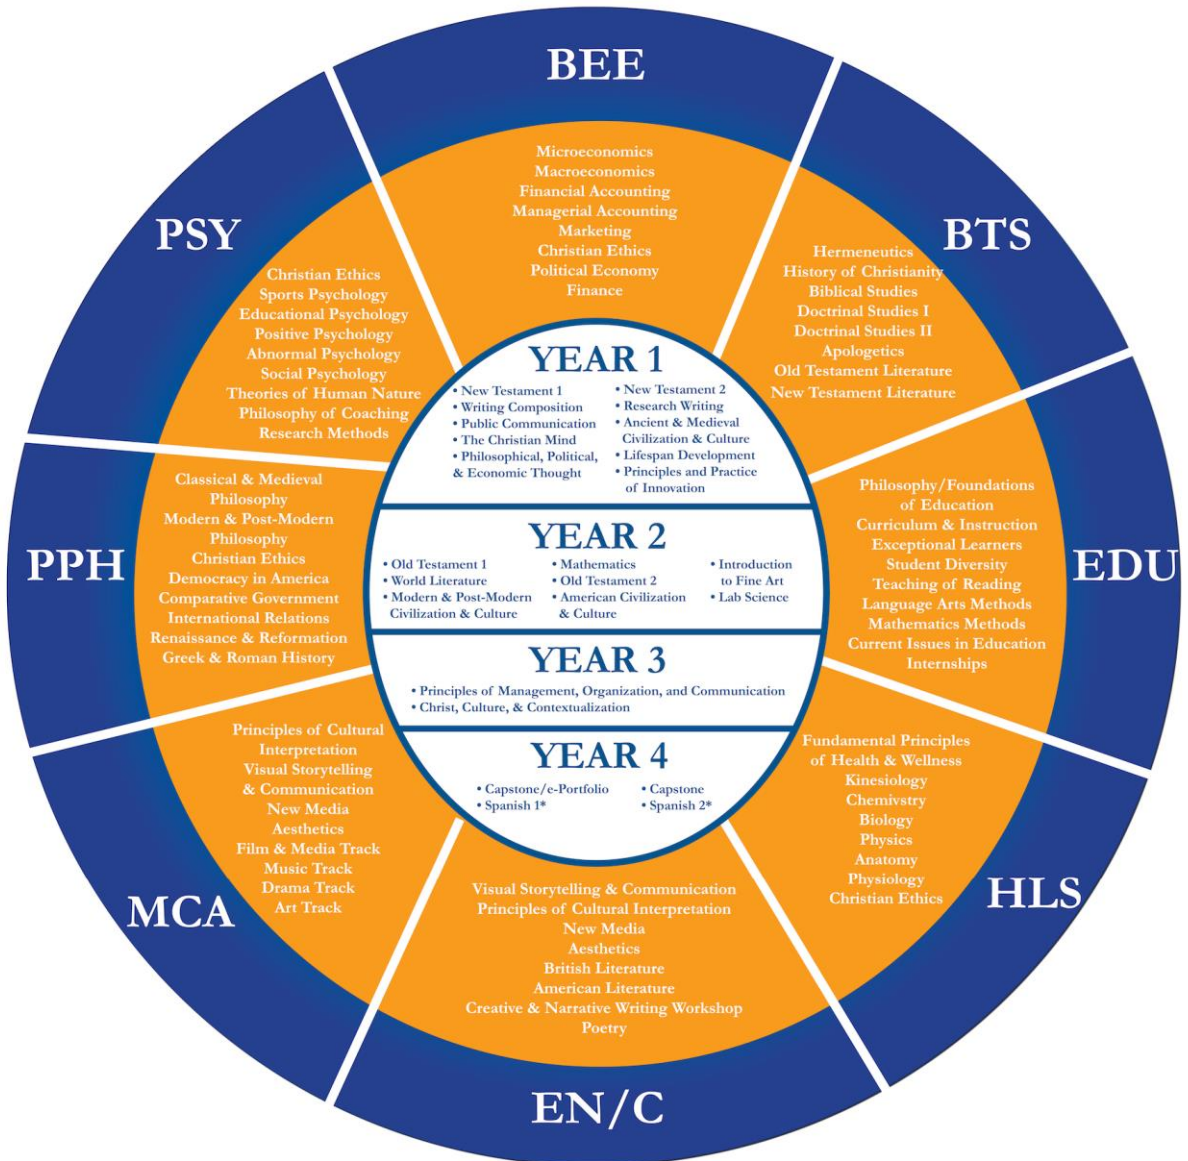 BEE
Microeconomics
Macroeconomics
Financial Accounting
Managerial Accounting
Marketing
Christian Ethics
Political Economy
Finance
BTS
Hermeneutics
History of Christianity
Biblical Studies
Doctrinal Studies I
Doctrinal Studies II
Apologetics
Old Testament Literature
New Testament Literature
EDU
Philosophy/Foundations
of Education
Curriculum & Instruction
Exceptional Learners
Student Diversity
Teaching of Reading
Language Arts Methods
Mathematics Methods
Current Issues in Education
Internships
HLS
Fundamental Principles
of Health & Wellness
Kinesiology
Chemivstry
Biology
Physics
Anatomy
Physiology
Christian Ethics
EN/C
Visual Storytelling & Communication
Principles of Cultural Interpretation
New Media
Aesthetics
British Literature
American Literature
Creative & Narrative Writing Workshop
Poetry
MCA
Principles of Cultural
Interpretation
Visual Storytelling
& Communication
New Media
Aesthetics
Film & Media Track
Music Track
Drama Track
Art Track
PPH
Classical & Medieval
Philosophy
Modern & Post-Modern
Philosophy
Christian Ethics
Democracy in America
Comparative Government
International Relations
Renaissance & Reformation
Greek & Roman History
PSY
Christian Ethics
Sports Psychology
Educational Psychology
Positive Psychology
Abnormal Psychology
Social Psychology
Theories of Human Nature
Philosophy of Coaching
Research Methods
YEAR 1
• New Testament 1
• Writing Composition
• Public Communication
• The Christian Mind
• Philosophical, Political,
& Economic Thought
• New Testament 2
• Research Writing
• Ancient & Medieval
Civilization & Culture
• Lifespan Development
• Principles and Practice
of Innovation
YEAR 2
• Old Testament 1
• World Literature
• Modern & Post-Modern
Civilization & Culture
• Mathematics
• Old Testament 2
• American Civilization
& Culture
• Introduction
to Fine Art
• Lab Science
YEAR 3
• Principles of Management, Organization, and Communication
• Christ, Culture, & Contextualization
YEAR 4
• Capstone/e-Portfolio
• Spanish 1*
• Capstone
• Spanish 2*